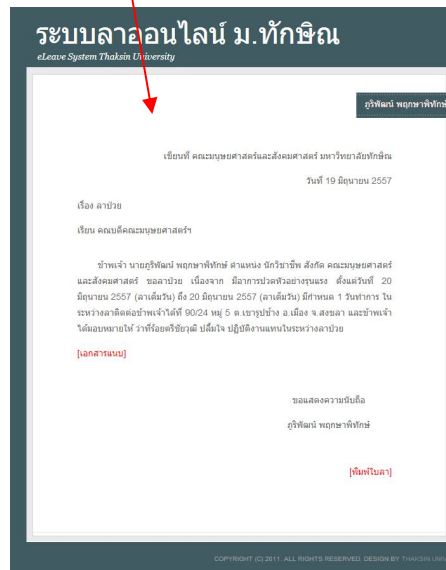 ระบบลาออนไลน์ ม.ทักษิณ
eLeave System Thaksin University
ภูริพัฒน์ พฤกษาพิทักษ์
เขียนที่ คณะมนุษยศาสตร์และสังคมศาสตร์ มหาวิทยาลัยทักษิณ
วันที่ 19 มิถุนายน 2557
เรื่อง ลาป่วย
เรียน คณบดีคณะมนุษยศาสตร์ฯ
ข้าพเจ้า นายภูริพัฒน์ พฤกษาพิทักษ์ ตำแหน่ง นักวิชาชีพ สังกัด คณะมนุษยศาสตร์
และสังคมศาสตร์ ขอลาป่วย เนื่องจาก มีอาการปวดหัวอย่างรุนแรง ตั้งแต่วันที่ 20
มิถุนายน 2557 (ลาเต็มวัน) ถึง 20 มิถุนายน 2557 (ลาเต็มวัน) มีกำหนด 1 วันทำการ ใน
ระหว่างลาติดต่อข้าพเจ้าได้ที่ 90/24 หมู่ 5 ต.เขารูปช้าง อ.เมือง จ.สงขลา และข้าพเจ้า
ได้มอบหมายให้ ว่าที่ร้อยตรีชัยวุฒิ ปลื้มใจ ปฏิบัติงานแทนในระหว่างลาป่วย
[เอกสารแนบ]
ขอแสดงความนับถือ
ภูริพัฒน์ พฤกษาพิทักษ์
[พิมพ์ใบลา]
COPYRIGHT (C) 2011. ALL RIGHTS RESERVED. DESIGN BY THAKSIN UNIV